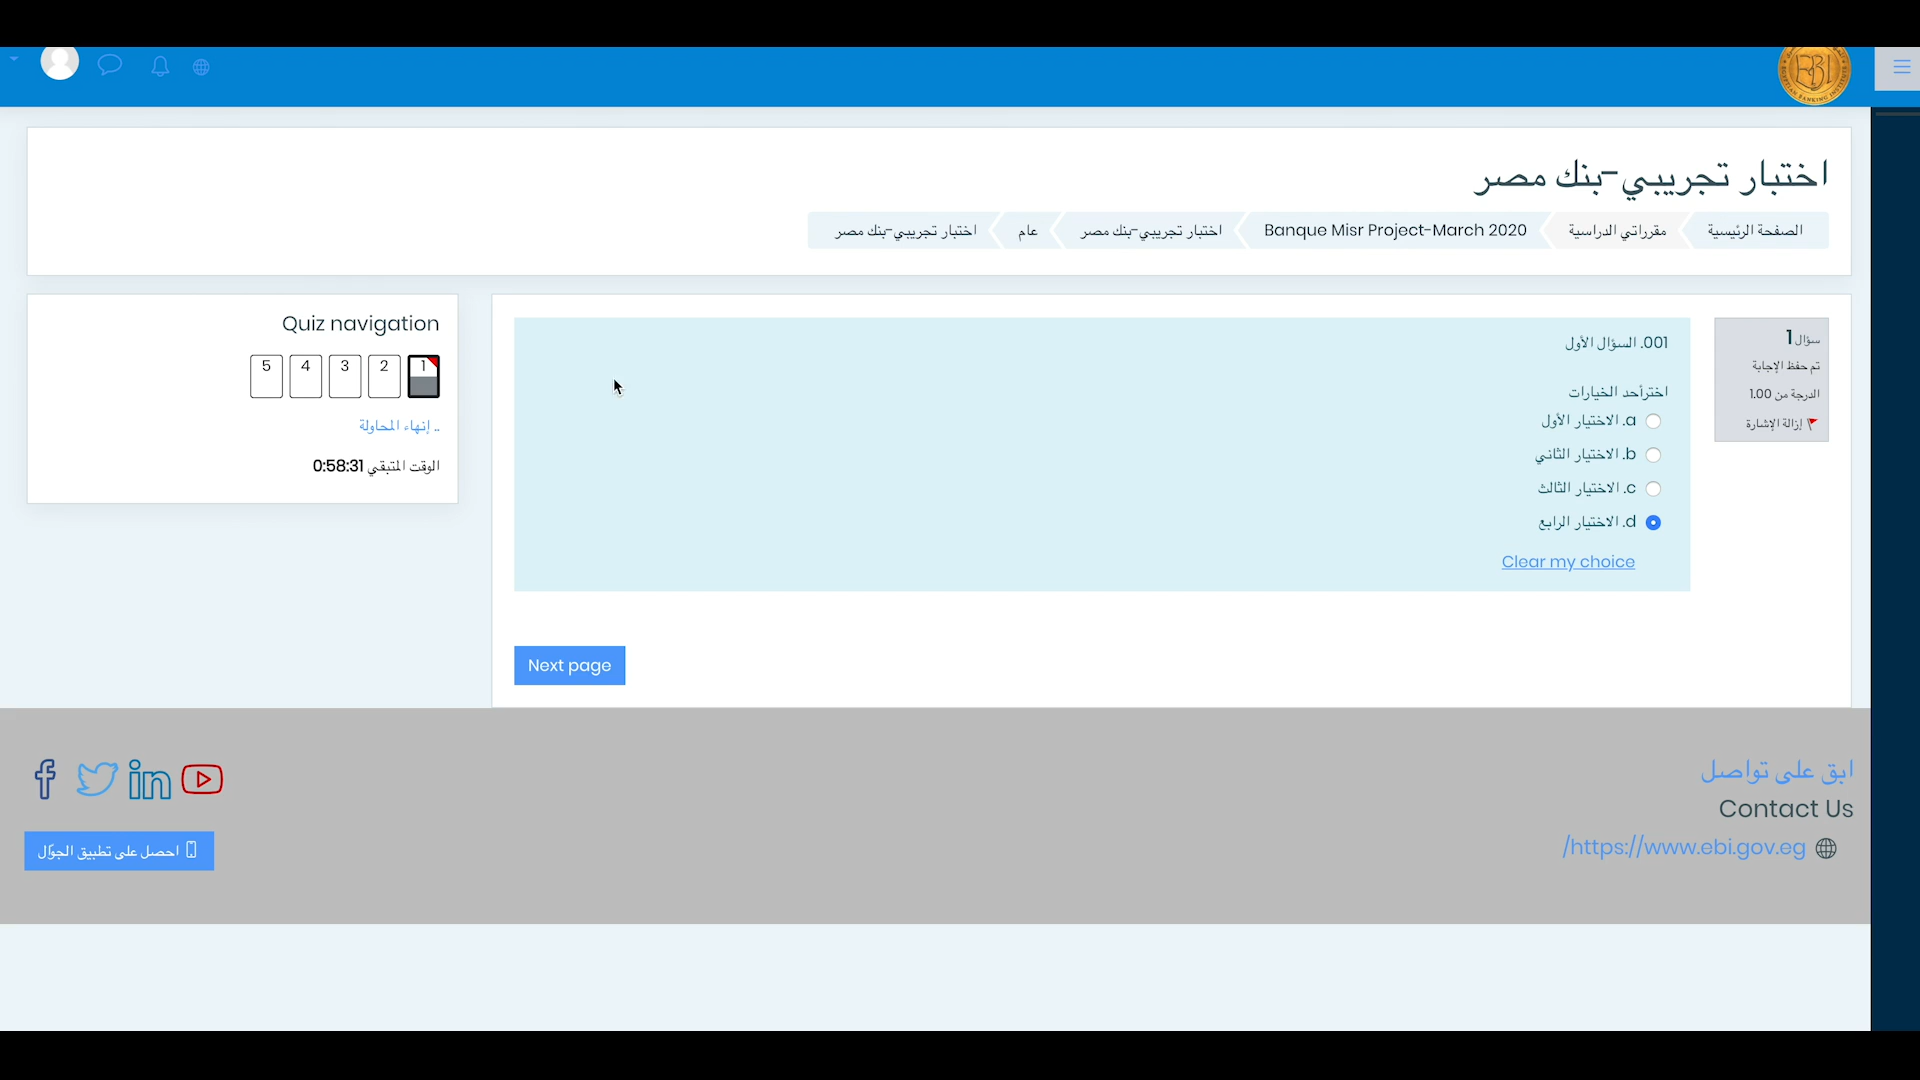 اختبار تجريبي-بنك مصر
الصفحة الرئيسية
مقرراتي الدراسية
Banque Misr Project-March 2020
اختبار تجريبي-بنك مصر
عام
اختبار تجريبي-بنك مصر
سؤال 1
تم حفظ الإجابة
الدرجة من 1.00
إزالة الإشارة
001. السؤال الأول
اخترأحد الخيارات
a. الاختيار الأول
b. الاختيار الثاني
c. الاختيار الثالث
d. الاختيار الرابع
Clear my choice
Next page
Quiz navigation
1 2 3 4 5
إنهاء المحاولة ..
الوقت المتبقي 0:58:31
ابق على تواصل
Contact Us
https://www.ebi.gov.eg/
احصل على تطبيق الجوّال